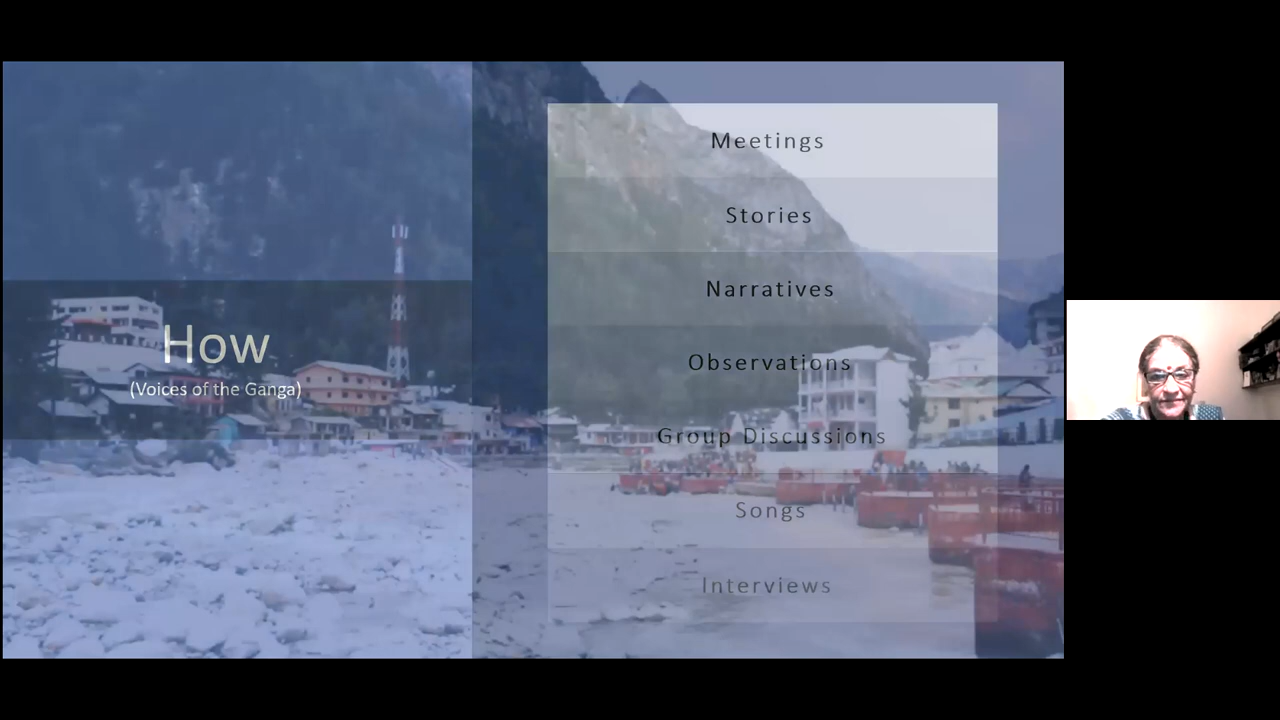 How
(Voices of the Ganga)
Meetings
Stories
Narratives
Observations
Group Discussions
Songs
Interviews